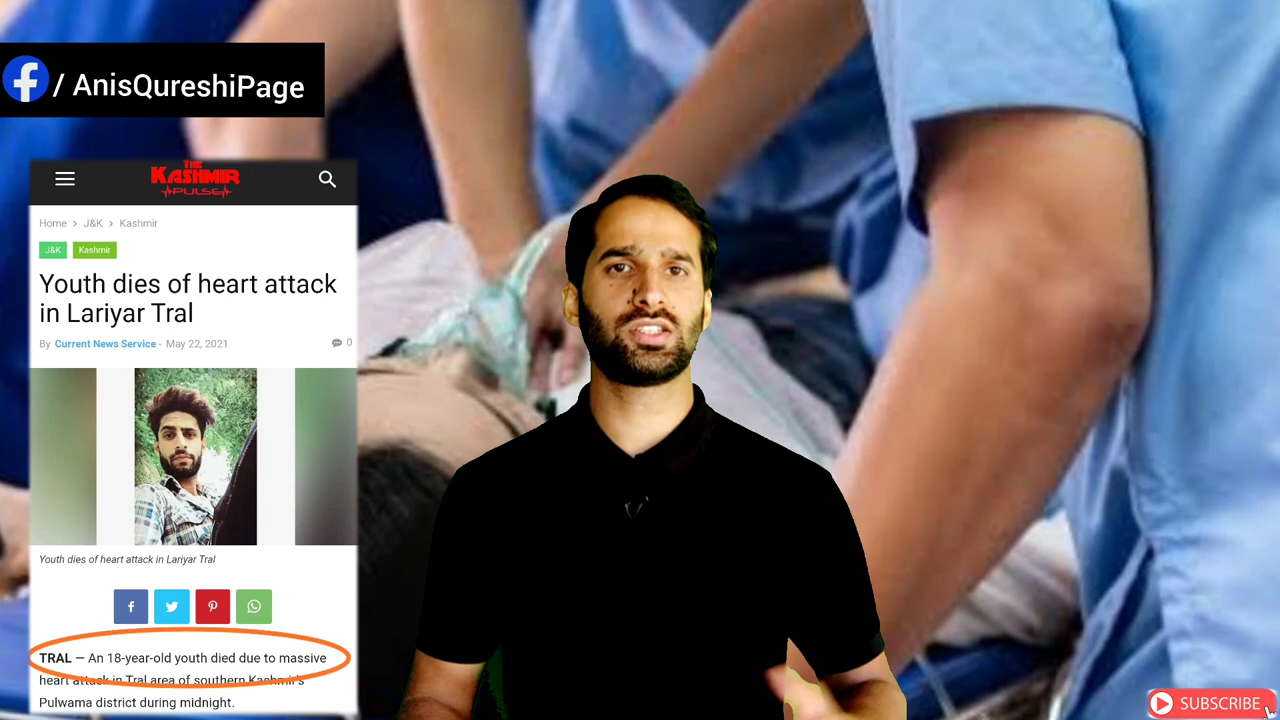 f / AnisQureshiPage
THE
KASHMIR
PULSE
Home > J&K > Kashmir
J&K Kashmir
Youth dies of heart attack
in Lariyar Tral
By Current News Service - May 22, 2021 0
Youth dies of heart attack in Lariyar Tral
TRAL — An 18-year-old youth died due to massive
heart attack in Tral area of southern Kashmir's
Pulwama district during midnight.
SUBSCRIBE